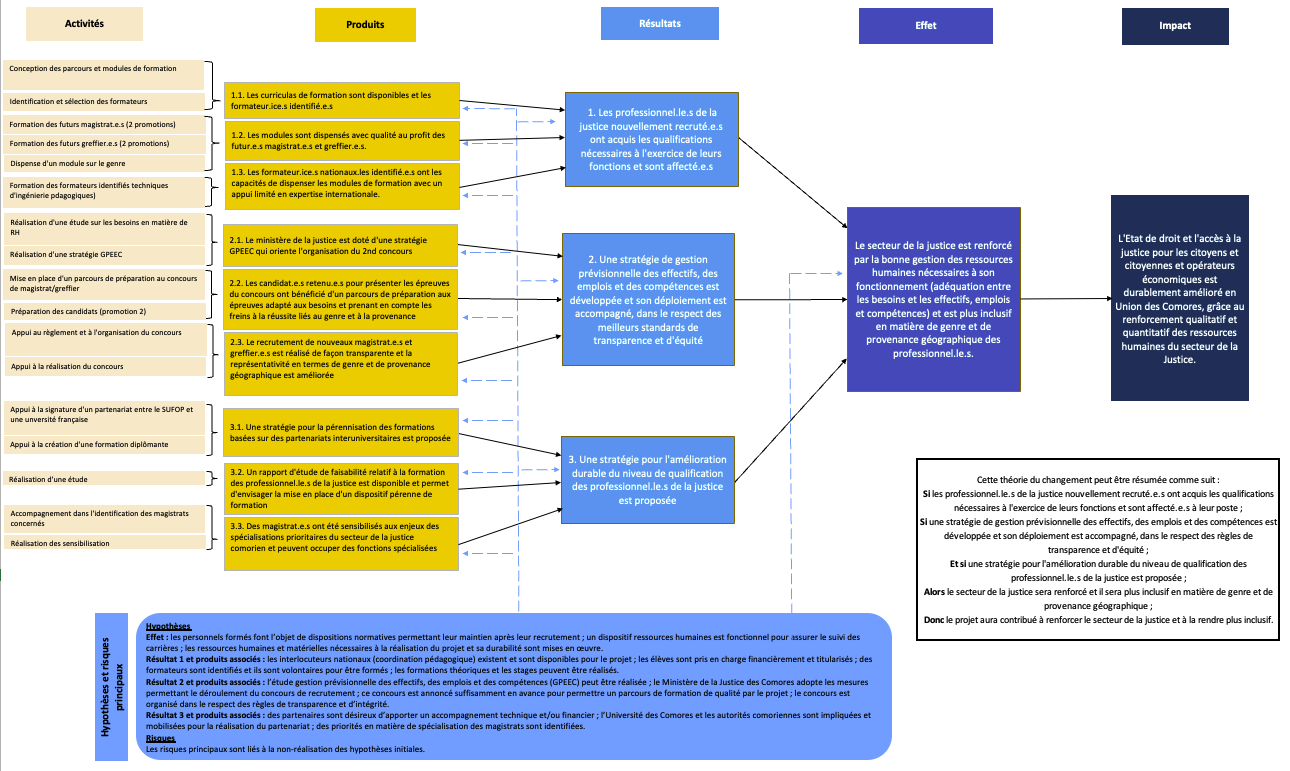 Activités
Produits
Résultats
Effet
Impact
Conception des parcours et modules de formation
Identification et sélection des formateurs
Formation des futurs magistrat.e.s (2 promotions)
Formation des futurs greffier.e.s (2 promotions)
Dispense d'un module sur le genre
Formation des formateurs identifiés techniques
d'ingénierie pdagogiques)
Réalisation d'une étude sur les besoins en matière de
RH
Réalisation d'une stratégie GPEEC
Mise en place d'un parcours de préparation au concours
de magistrat/greffier
Préparation des candidats (promotion 2)
Appui au règlement et à l'organisation du concours
Appui à la réalisation du concours
Appui à la signature d'un partenariat entre le SUFOP et
une unversité française
Appui à la création d'une formation diplômante
Réalisation d'une étude
Accompagnement dans l'identification des magistrats
concernés
Réalisation des sensibilisation
1.1. Les curriculas de formation sont disponibles et les
formateur.ice.s identifié.e.s
1.2. Les modules sont dispensés avec qualité au profit des
futur.e.s magistrat.e.s et greffier.e.s.
1.3. Les formateur.ice.s nationaux.les identifié.e.s ont les
capacités de dispenser les modules de formation avec un
appui limité en expertise internationale.
2.1. Le ministère de la justice est doté d'une stratégie
GPEEC qui oriente l'organisation du 2nd concours
2.2. Les candidat.e.s retenu.e.s pour présenter les épreuves
du concours ont bénéficié d'un parcours de préparation aux
épreuves adapté aux besoins et prenant en compte les
freins à la réussite liés au genre et à la provenance
2.3. Le recrutement de nouveaux magistrat.e.s et
greffier.e.s est réalisé de façon transparente et la
représentativité en termes de genre et de provenance
géographique est améliorée
3.1. Une stratégie pour la pérennisation des formations
basées sur des partenariats interuniversitaires est proposée
3.2. Un rapport d'étude de faisabilité relatif à la formation
des professionnel.le.s de la justice est disponible et permet
d'envisager la mise en place d'un dispositif pérenne de
formation
3.3. Des magistrat.e.s ont été sensibilisés aux enjeux des
spécialisations prioritaires du secteur de la justice
comorien et peuvent occuper des fonctions spécialisées
1. Les professionnel.le.s de la
justice nouvellement recruté.e.s
ont acquis les qualifications
nécessaires à l'exercice de leurs
fonctions et sont affecté.e.s
2. Une stratégie de gestion
prévisionnelle des effectifs, des
emplois et des compétences est
développée et son déploiement est
accompagné, dans le respect des
meilleurs standards de
transparence et d'équité
3. Une stratégie pour l'amélioration
durable du niveau de qualification
des professionnel.le.s de la justice
est proposée
Le secteur de la justice est renforcé
par la bonne gestion des ressources
humaines nécessaires à son
fonctionnement (adéquation entre
les besoins et les effectifs, emplois
et compétences) et est plus inclusif
en matière de genre et de
provenance géographique des
professionnel.le.s.
L'Etat de droit et l'accès à la
justice pour les citoyens et
citoyennes et opérateurs
économiques est
durablement amélioré en
Union des Comores, grâce au
renforcement qualitatif et
quantitatif des ressources
humaines du secteur de la
Justice.
Cette théorie du changement peut être résumée comme suit :
Si les professionnel.le.s de la justice nouvellement recruté.e.s ont acquis les qualifications
nécessaires à l'exercice de leurs fonctions et sont affecté.e.s à leur poste ;
Si une stratégie de gestion prévisionnelle des effectifs, des emplois et des compétences est
développée et son déploiement est accompagné, dans le respect des règles de
transparence et d'équité ;
Et si une stratégie pour l'amélioration durable du niveau de qualification des
professionnel.le.s de la justice est proposée ;
Alors le secteur de la justice sera renforcé et il sera plus inclusif en matière de genre et de
provenance géographique ;
Donc le projet aura contribué à renforcer le secteur de la justice et à la rendre plus inclusif.
Hypothèses et risques
principaux
Hypothèses
Effet : les personnels formés font l'objet de dispositions normatives permettant leur maintien après leur recrutement ; un dispositif ressources humaines est fonctionnel pour assurer le suivi des
carrières ; les ressources humaines et matérielles nécessaires à la réalisation du projet et sa durabilité sont mises en œuvre.
Résultat 1 et produits associés : les interlocuteurs nationaux (coordination pédagogique) existent et sont disponibles pour le projet ; les élèves sont pris en charge financièrement et titularisés ; des
formateurs sont identifiés et ils sont volontaires pour être formés ; les formations théoriques et les stages peuvent être réalisés.
Résultat 2 et produits associés : l'étude gestion prévisionnelle des effectifs, des emplois et des compétences (GPEEC) peut être réalisée ; le Ministère de la Justice des Comores adopte les mesures
permettant le déroulement du concours de recrutement ; ce concours est annoncé suffisamment en avance pour permettre un parcours de formation de qualité par le projet ; le concours est
organisé dans le respect des règles de transparence et d'intégrité.
Résultat 3 et produits associés : des partenaires sont désireux d'apporter un accompagnement technique et/ou financier ; l'Université des Comores et les autorités comoriennes sont impliquées et
mobilisées pour la réalisation du partenariat ; des priorités en matière de spécialisation des magistrats sont identifiées.
Risques
Les risques principaux sont liés à la non-réalisation des hypothèses initiales.